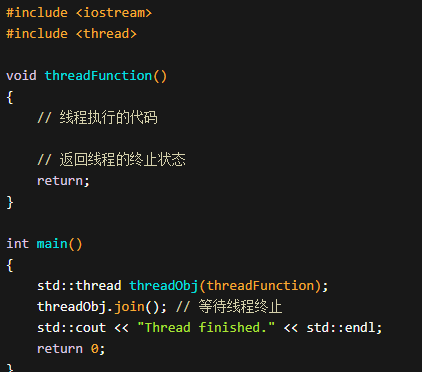 #include <iostream>
#include <thread>
void threadFunction()
{
    // 线程执行的代码
    // 返回线程的终止状态
    return;
}
int main()
{
    std::thread threadObj(threadFunction);
    threadObj.join(); // 等待线程终止
    std::cout << "Thread finished." << std::endl;
    return 0;
}